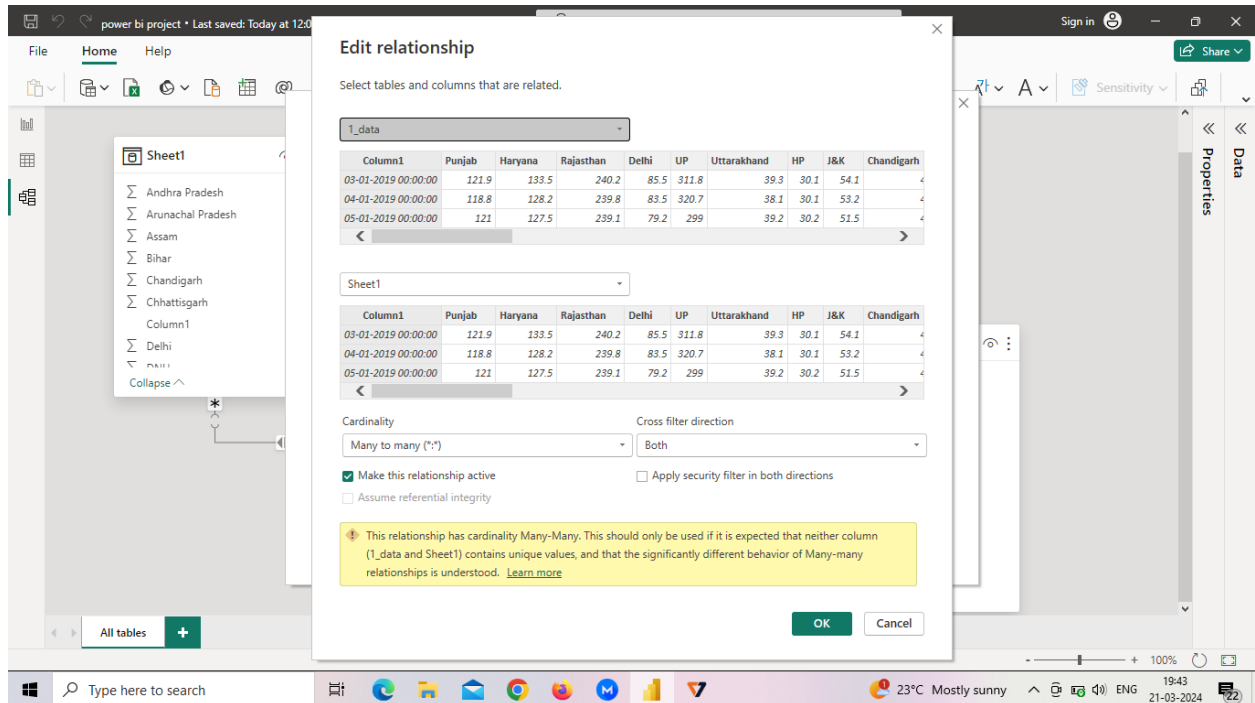 power bi project • Last saved: Today at 12:0
Sign in
File Home Help
Share
Sensitivity
Sheet1
Andhra Pradesh
Arunachal Pradesh
Assam
Bihar
Chandigarh
Chhattisgarh
Column1
Delhi
Collapse
Edit relationship
Select tables and columns that are related.
1_data
Column1 Punjab Haryana Rajasthan Delhi UP Uttarakhand HP J&K Chandigarh
03-01-2019 00:00:00 121.9 133.5 240.2 85.5 311.8 39.3 30.1 54.1
04-01-2019 00:00:00 118.8 128.2 239.8 83.5 320.7 38.1 30.1 53.2
05-01-2019 00:00:00 121 127.5 239.1 79.2 299 39.2 30.2 51.5
Sheet1
Column1 Punjab Haryana Rajasthan Delhi UP Uttarakhand HP J&K Chandigarh
03-01-2019 00:00:00 121.9 133.5 240.2 85.5 311.8 39.3 30.1 54.1
04-01-2019 00:00:00 118.8 128.2 239.8 83.5 320.7 38.1 30.1 53.2
05-01-2019 00:00:00 121 127.5 239.1 79.2 299 39.2 30.2 51.5
Cardinality Cross filter direction
Many to many (*:*) Both
Make this relationship active Apply security filter in both directions
Assume referential integrity
This relationship has cardinality Many-Many. This should only be used if it is expected that neither column
(1_data and Sheet1) contains unique values, and that the significantly different behavior of Many-many
relationships is understood. Learn more
OK Cancel
Properties
Data
All tables
100%
Type here to search
23°C Mostly sunny
ENG
19:43
21-03-2024
22